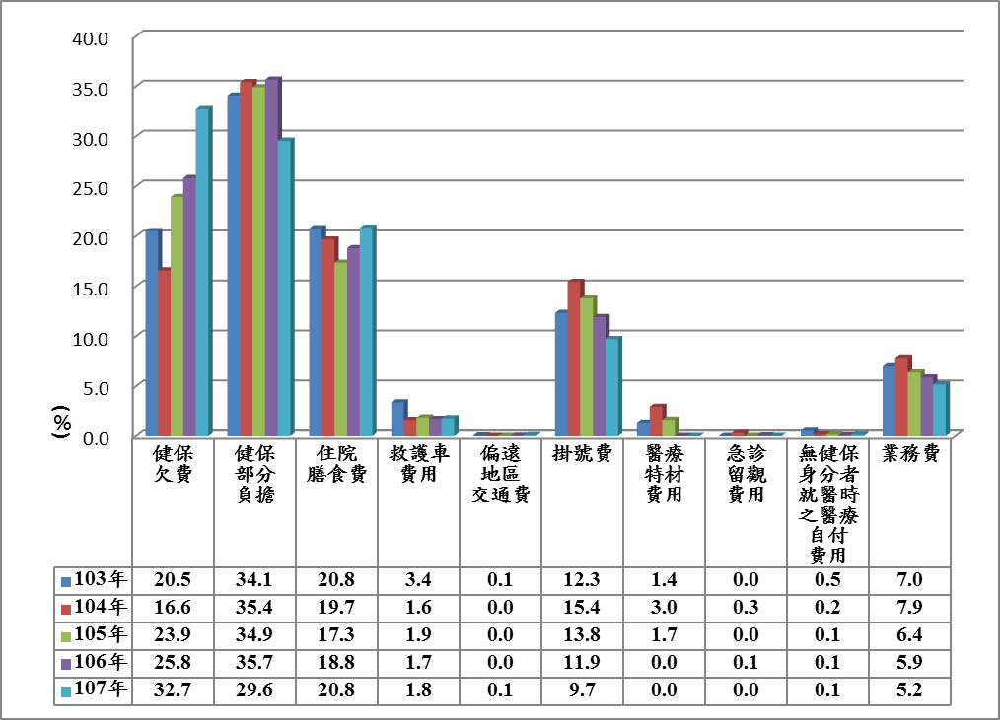 40.0
35.0
30.0
25.0
20.0
15.0
10.0
5.0
0.0
(%)
健保
欠費
健保
部分
負擔
住院
膳食費
救護車
費用
偏遠
地區
交通費
掛號費
醫療
特材
費用
急診
留觀
費用
無健保
身分者
就醫時
之醫療
自付
費用
業務費
103年 20.5 34.1 20.8 3.4 0.1 12.3 1.4 0.0 0.5 7.0
104年 16.6 35.4 19.7 1.6 0.0 15.4 3.0 0.3 0.2 7.9
105年 23.9 34.9 17.3 1.9 0.0 13.8 1.7 0.0 0.1 6.4
106年 25.8 35.7 18.8 1.7 0.0 11.9 0.0 0.1 0.1 5.9
107年 32.7 29.6 20.8 1.8 0.1 9.7 0.0 0.0 0.1 5.2